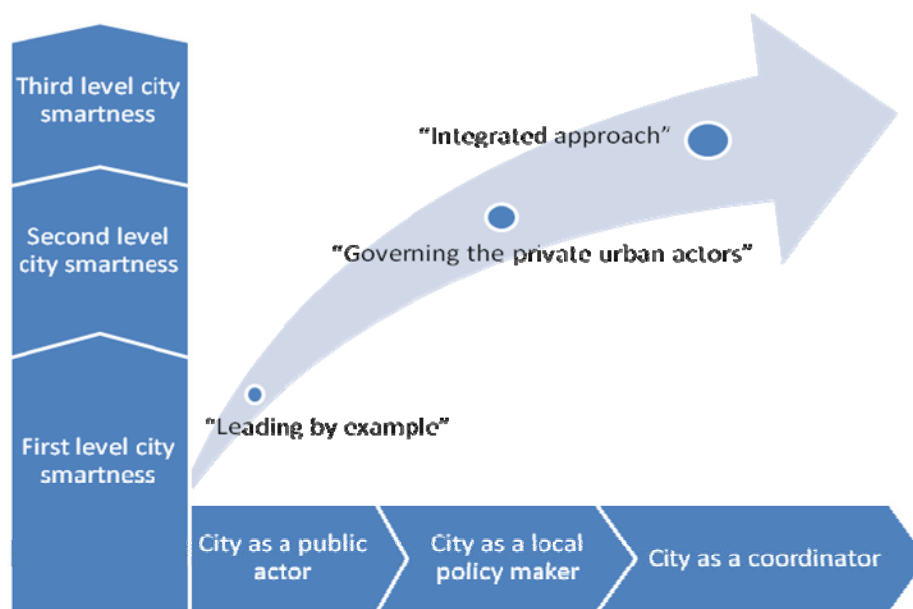 Third level city
smartness
"Integrated approach"
Second level
city smartness
"Governing the private urban actors"
"Leading by example"
First level city
smartness
City as a public
actor
City as a local
policy maker
City as a coordinator